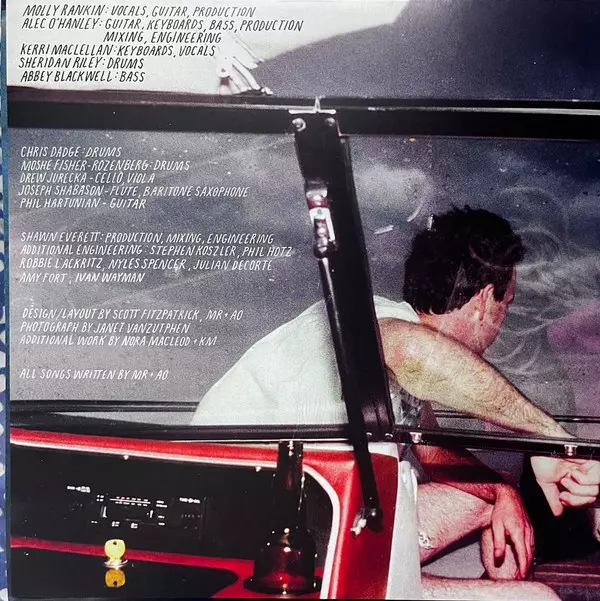 MOLLY RANKIN: VOCALS, GUITAR, PRODUCTION
ALEC O'HANLEY: GUITAR, KEYBOARDS, BASS, PRODUCTION
MIXING, ENGINEERING
KERRI MACLELLAN: KEYBOARDS, VOCALS
SHERIDAN RILEY: DRUMS
ABBEY BLACKWELL: BASS
CHRIS DADGE - DRUMS
MOSHE FISHER-ROZENBERG - DRUMS
DREW JURECKA - CELLO, VIOLA
JOSEPH SHABASON - FLUTE, BARITONE SAXOPHONE
PHIL HARTUNIAN - GUITAR
SHAWN EVERETT: PRODUCTION, MIXING, ENGINEERING
ADDITIONAL ENGINEERING: STEPHEN KOSZLER, PHIL HOTZ
ROBBIE LACKRITZ, NYLES SPENCER, JULIAN DECORTE
AMY FORT, IVAN WAYMAN
DESIGN/LAYOUT BY SCOTT FITZPATRICK, MR + AO
PHOTOGRAPH BY JANET VANZUTPHEN
ADDITIONAL WORK BY NORA MACLEOD + KM
ALL SONGS WRITTEN BY MR + AO